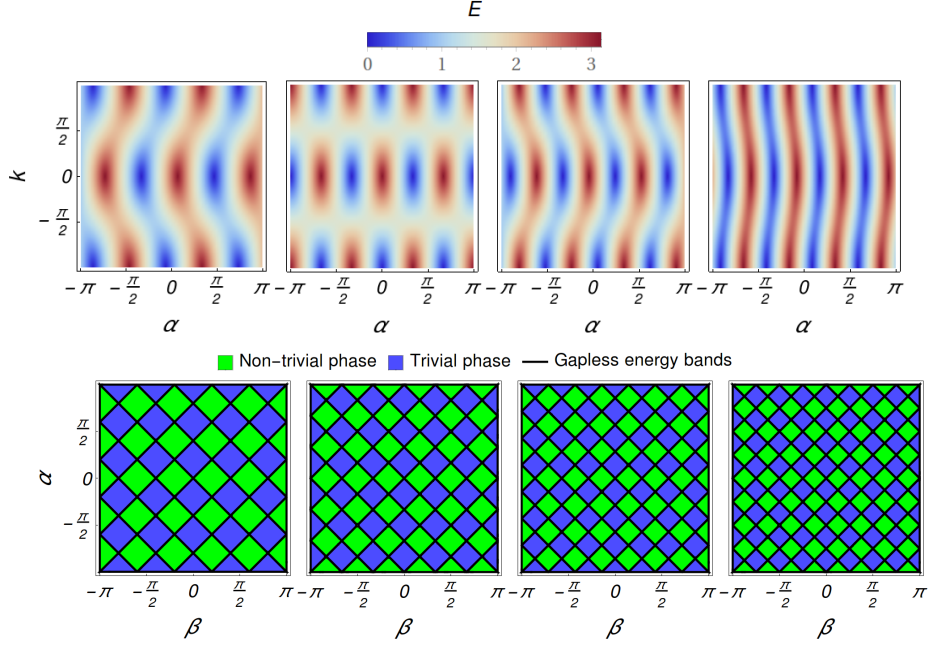 E
0 1 2 3
k
π/2
0
-π/2
-π -π/2 0 π/2 π -π -π/2 0 π/2 π -π -π/2 0 π/2 π -π -π/2 0 π/2 π
α α α α
Non-trivial phase Trivial phase Gapless energy bands
α
π/2
0
-π/2
-π -π/2 0 π/2 π -π -π/2 0 π/2 π -π -π/2 0 π/2 π -π -π/2 0 π/2 π
β β β β